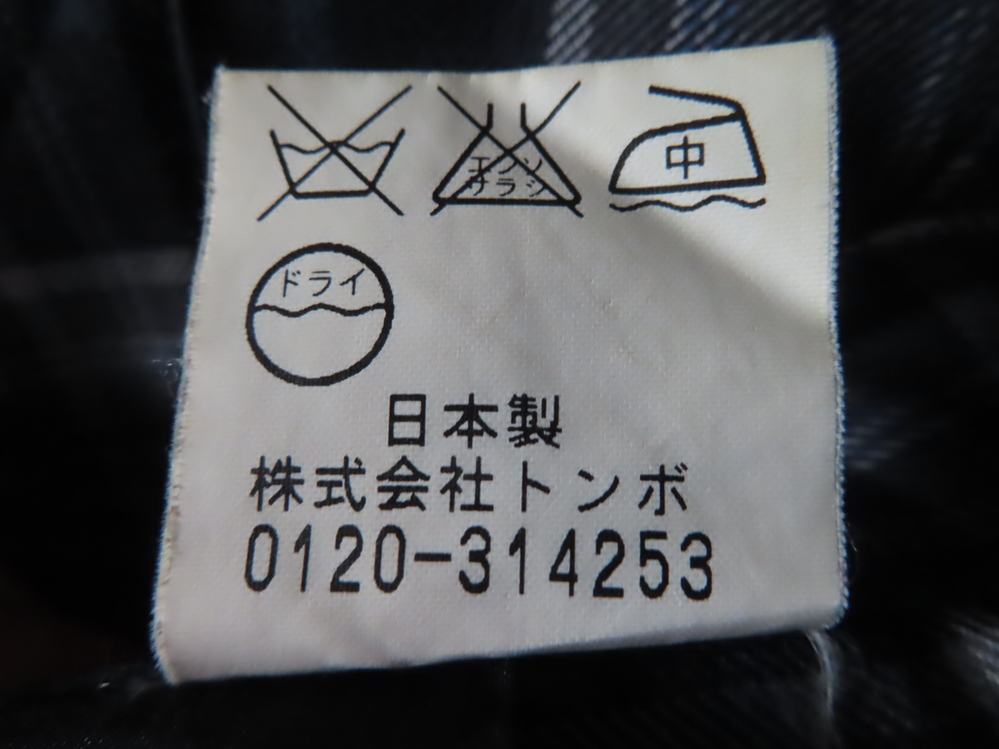 エンソ
サラシ
中
ドライ
日本製
株式会社トンボ
0120-314253